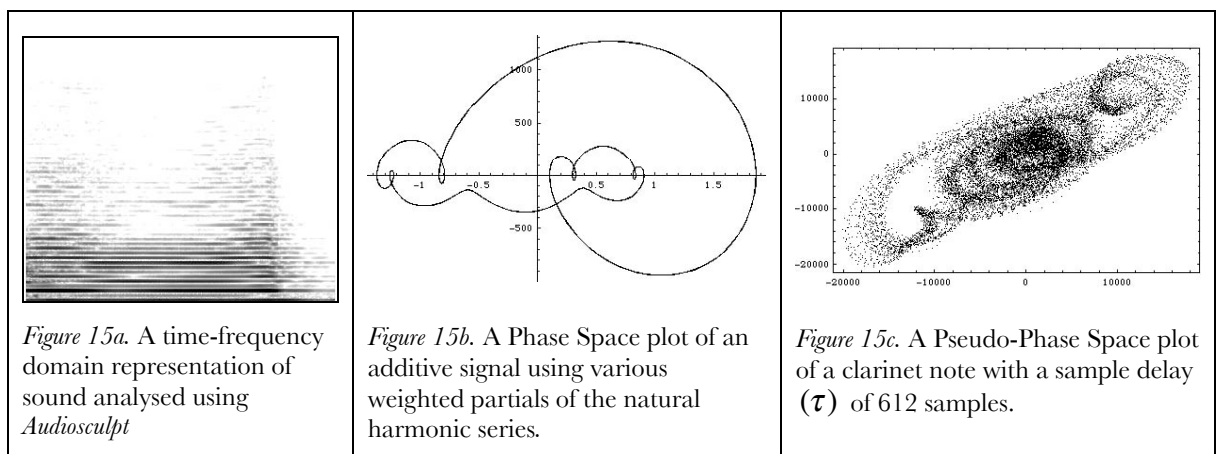 1000
500
-1
-0.5
0.5
1
1.5
-500
10000
0
-10000
-20000
-20000
-10000
0
10000
Figure 15a. A time-frequency
domain representation of
sound analysed using
Audiosculpt
Figure 15b. A Phase Space plot of an
additive signal using various
weighted partials of the natural
harmonic series.
Figure 15c. A Pseudo-Phase Space plot
of a clarinet note with a sample delay
(τ) of 612 samples.